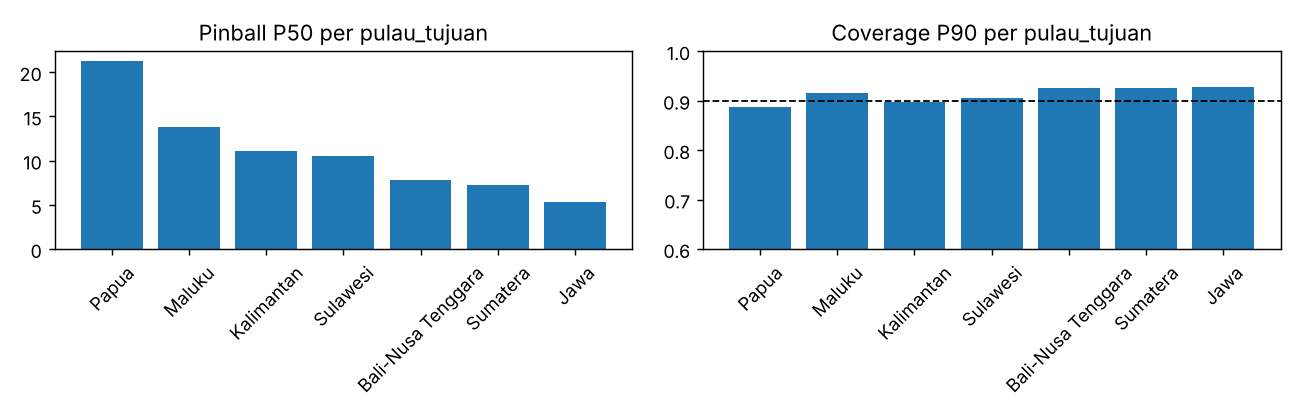 Pinball P50 per pulau_tujuan
20
15
10
5
0
Papua
Maluku
Kalimantan
Sulawesi
Bali-Nusa Tenggara
Sumatera
Jawa
Coverage P90 per pulau_tujuan
1.0
0.9
0.8
0.7
0.6
Papua
Maluku
Kalimantan
Sulawesi
Bali-Nusa Tenggara
Sumatera
Jawa